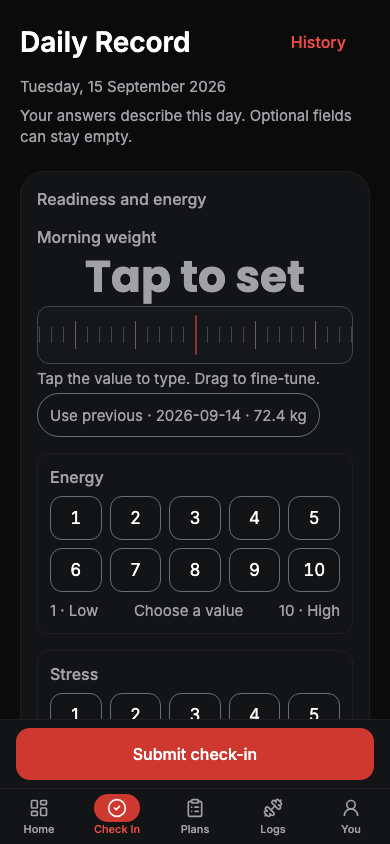 Daily Record
History
Tuesday, 15 September 2026
Your answers describe this day. Optional fields
can stay empty.
Readiness and energy
Morning weight
Tap to set
Tap the value to type. Drag to fine-tune.
Use previous · 2026-09-14 · 72.4 kg
Energy
1 2 3 4 5
6 7 8 9 10
1 · Low Choose a value 10 · High
Stress
1 2 3 4 5
Submit check-in
Home Check In Plans Logs You